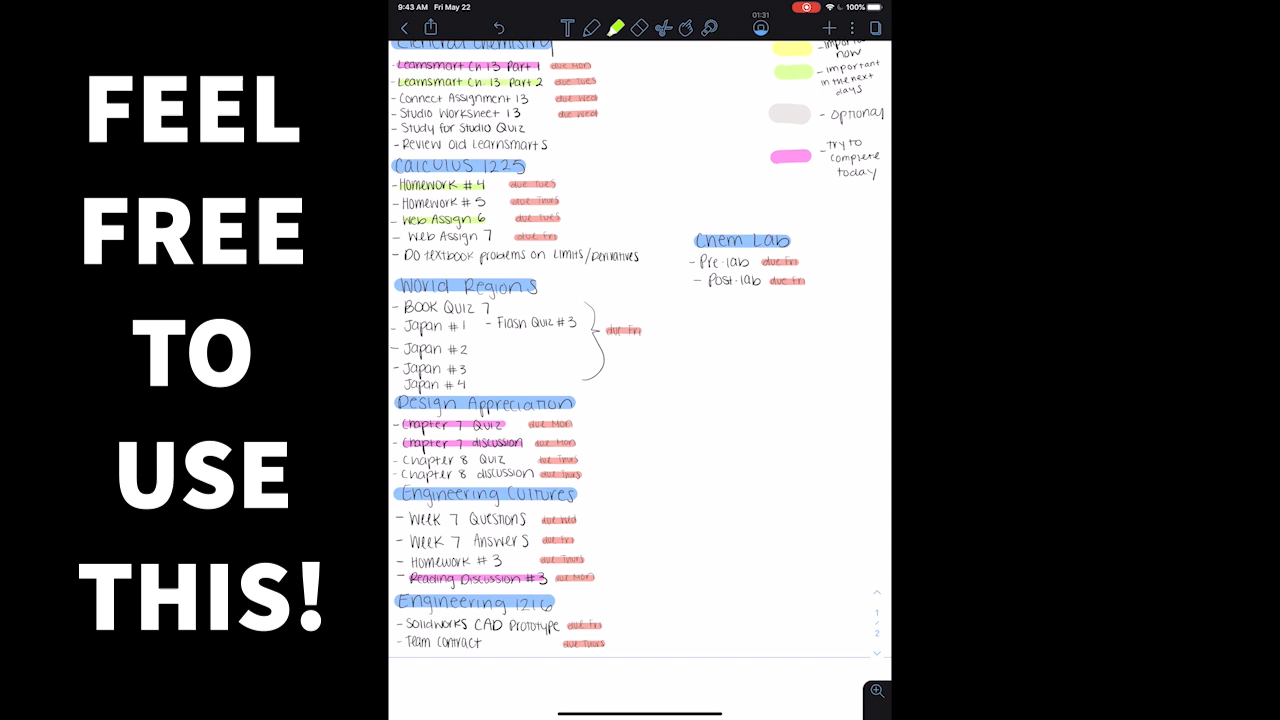 FEEL
FREE
TO
USE
THIS!
9:43 AM Fri May 22
100%
01:31
General Chemistry
- Learnsmart Ch 13 Part 1 due Mon
- Learnsmart Ch 13 Part 2 due Tues
- Connect Assignment 13 due Wed
- Studio Worksheet 13 due Wed
- Study for Studio Quiz
- Review Old Learnsmarts
Calculus 1225
- Homework #4 due Tues
- Homework #5 due Thurs
- Web Assign 6 due Tues
- Web Assign 7 due Fri
- Do textbook problems on Limits/Derivatives
World Regions
- Book Quiz 7
- Japan #1 - Flash Quiz #3
- Japan #2
- Japan #3
Japan #4
due Fri
Design Appreciation
- Chapter 7 Quiz due Mon
- Chapter 7 discussion due Mon
- Chapter 8 Quiz due Thurs
- Chapter 8 discussion due Thurs
Engineering Cultures
- Week 7 Questions due Wed
- Week 7 Answers due Fri
- Homework #3 due Thurs
- Reading Discussion #3 due Mon
Engineering 1216
- Solidworks CAD Prototype due Fri
- Team Contract due Thurs
- important
now
- important
in the next
days
- Optional
- try to
complete
today
Chem Lab
- Pre-lab due Fri
- Post-lab due Fri
1
/
2